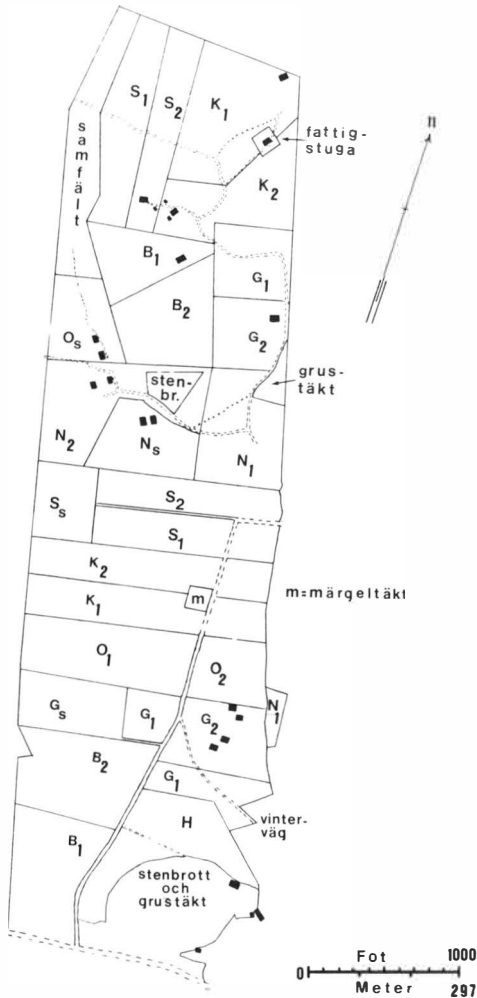 S1
S2
K1
n
samfält
fattig-
stuga
K2
B1
G1
B2
Os
G2
grus-
täkt
sten-
br.
N2
Ns
N1
Ss
S2
S1
K2
K1
m
m=märgeltäkt
O1
O2
Gs
G1
G2
N1
B2
G1
H
vinter-
väg
B1
stenbrott
och
grustäkt
Fot 1000
0
Meter 297